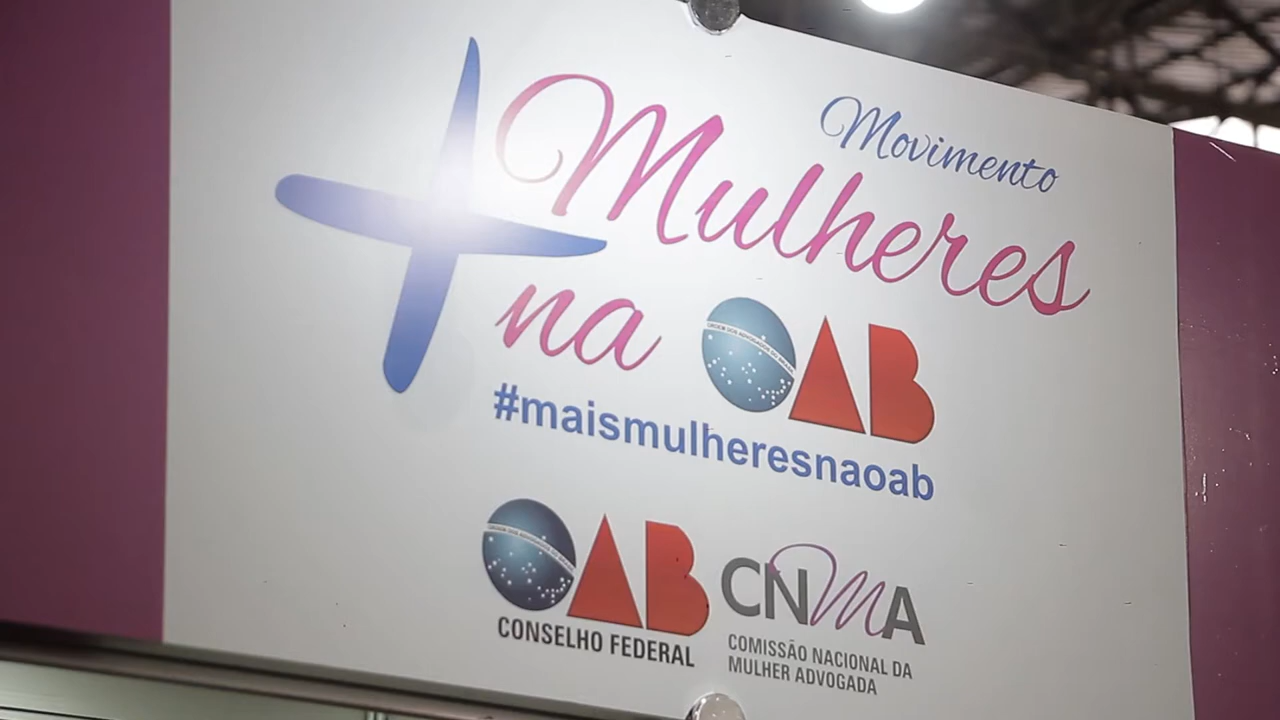 Movimento
+Mulheres
na OAB
#maismulheresnaoab
OAB
CONSELHO FEDERAL
CNMA
COMISSÃO NACIONAL DA
MULHER ADVOGADA